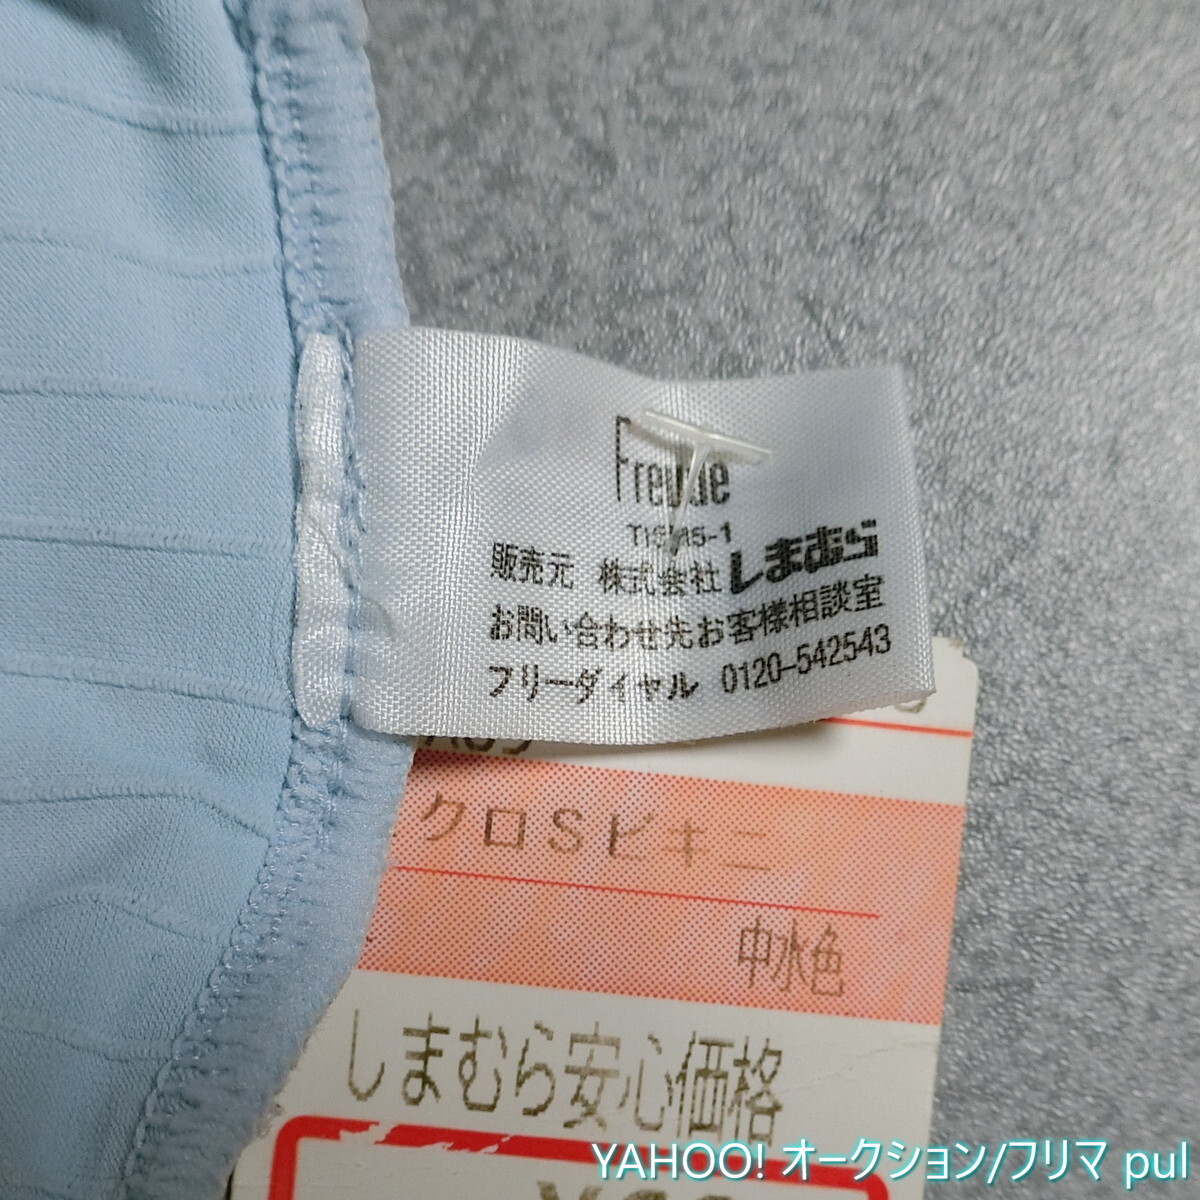 Freude
販売元 株式会社しまむら
お問い合わせ先お客様相談室
フリーダイヤル 0120-542543
クロSビキニ
中水色
しまむら安心価格
YAHOO! オークション/フリマ pul